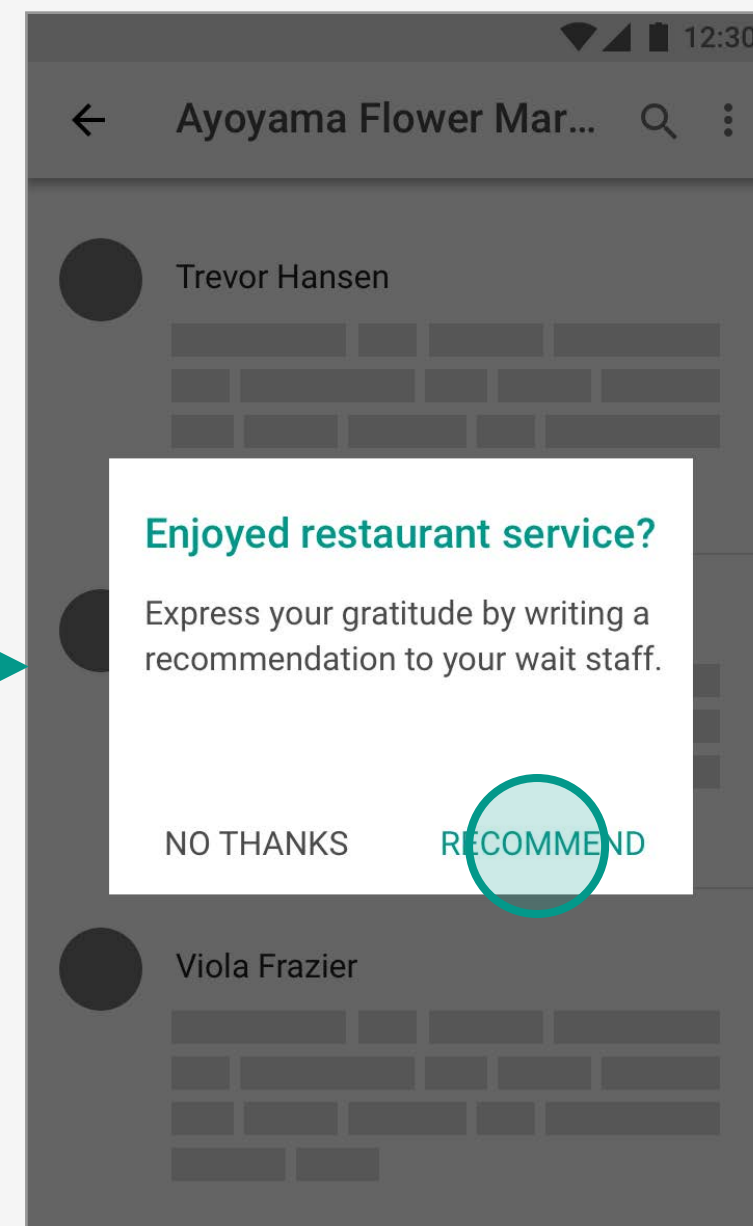 12:30
Ayoyama Flower Mar...
Trevor Hansen
Enjoyed restaurant service?
Express your gratitude by writing a
recommendation to your wait staff.
NO THANKS RECOMMEND
Viola Frazier